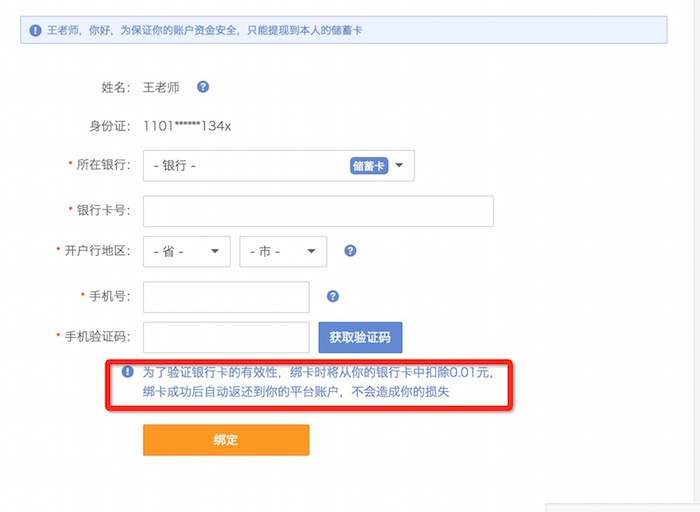 王老师，你好，为保证你的账户资金安全，只能提现到本人的储蓄卡
姓名： 王老师 ?
身份证： 1101******134x
* 所在银行： - 银行 - 储蓄卡
* 银行卡号：
* 开户行地区： - 省 - - 市 - ?
* 手机号： ?
* 手机验证码： 获取验证码
为了验证银行卡的有效性，绑卡时将从你的银行卡中扣除0.01元，
绑卡成功后自动返还到你的平台账户，不会造成你的损失
绑定